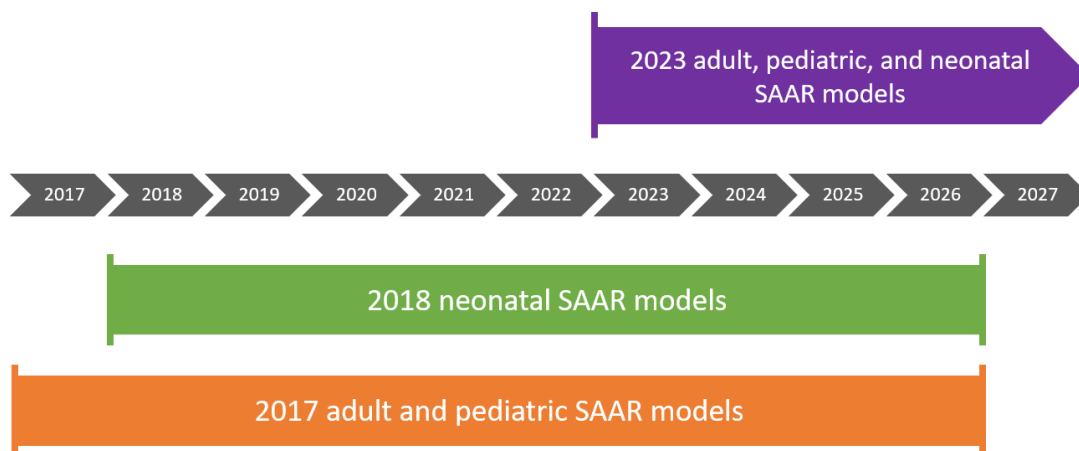 2023 adult, pediatric, and neonatal
SAAR models
2017 2018 2019 2020 2021 2022 2023 2024 2025 2026 2027
2018 neonatal SAAR models
2017 adult and pediatric SAAR models